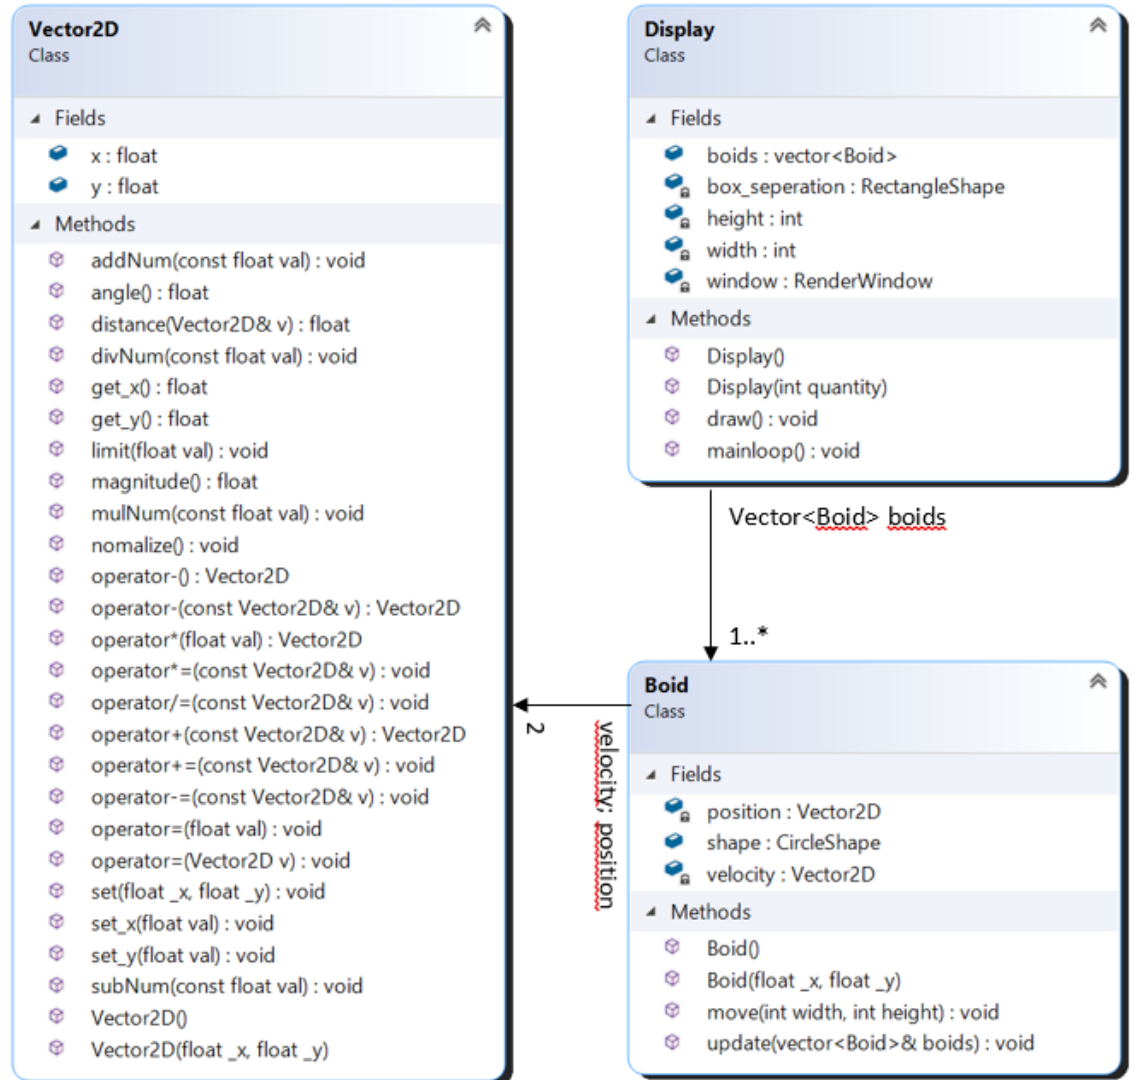 Vector2D
Class
Fields
x : float
y : float
Methods
addNum(const float val) : void
angle() : float
distance(Vector2D& v) : float
divNum(const float val) : void
get_x() : float
get_y() : float
limit(float val) : void
magnitude() : float
mulNum(const float val) : void
nomalize() : void
operator-() : Vector2D
operator-(const Vector2D& v) : Vector2D
operator*(float val) : Vector2D
operator*=(const Vector2D& v) : void
operator/=(const Vector2D& v) : void
operator+(const Vector2D& v) : Vector2D
operator+=(const Vector2D& v) : void
operator-=(const Vector2D& v) : void
operator=(float val) : void
operator=(Vector2D v) : void
set(float _x, float _y) : void
set_x(float val) : void
set_y(float val) : void
subNum(const float val) : void
Vector2D()
Vector2D(float _x, float _y)
Display
Class
Fields
boids : vector<Boid>
box_seperation : RectangleShape
height : int
width : int
window : RenderWindow
Methods
Display()
Display(int quantity)
draw() : void
mainloop() : void
Vector<Boid> boids
1..*
2
velocity; position
Boid
Class
Fields
position : Vector2D
shape : CircleShape
velocity : Vector2D
Methods
Boid()
Boid(float _x, float _y)
move(int width, int height) : void
update(vector<Boid>& boids) : void